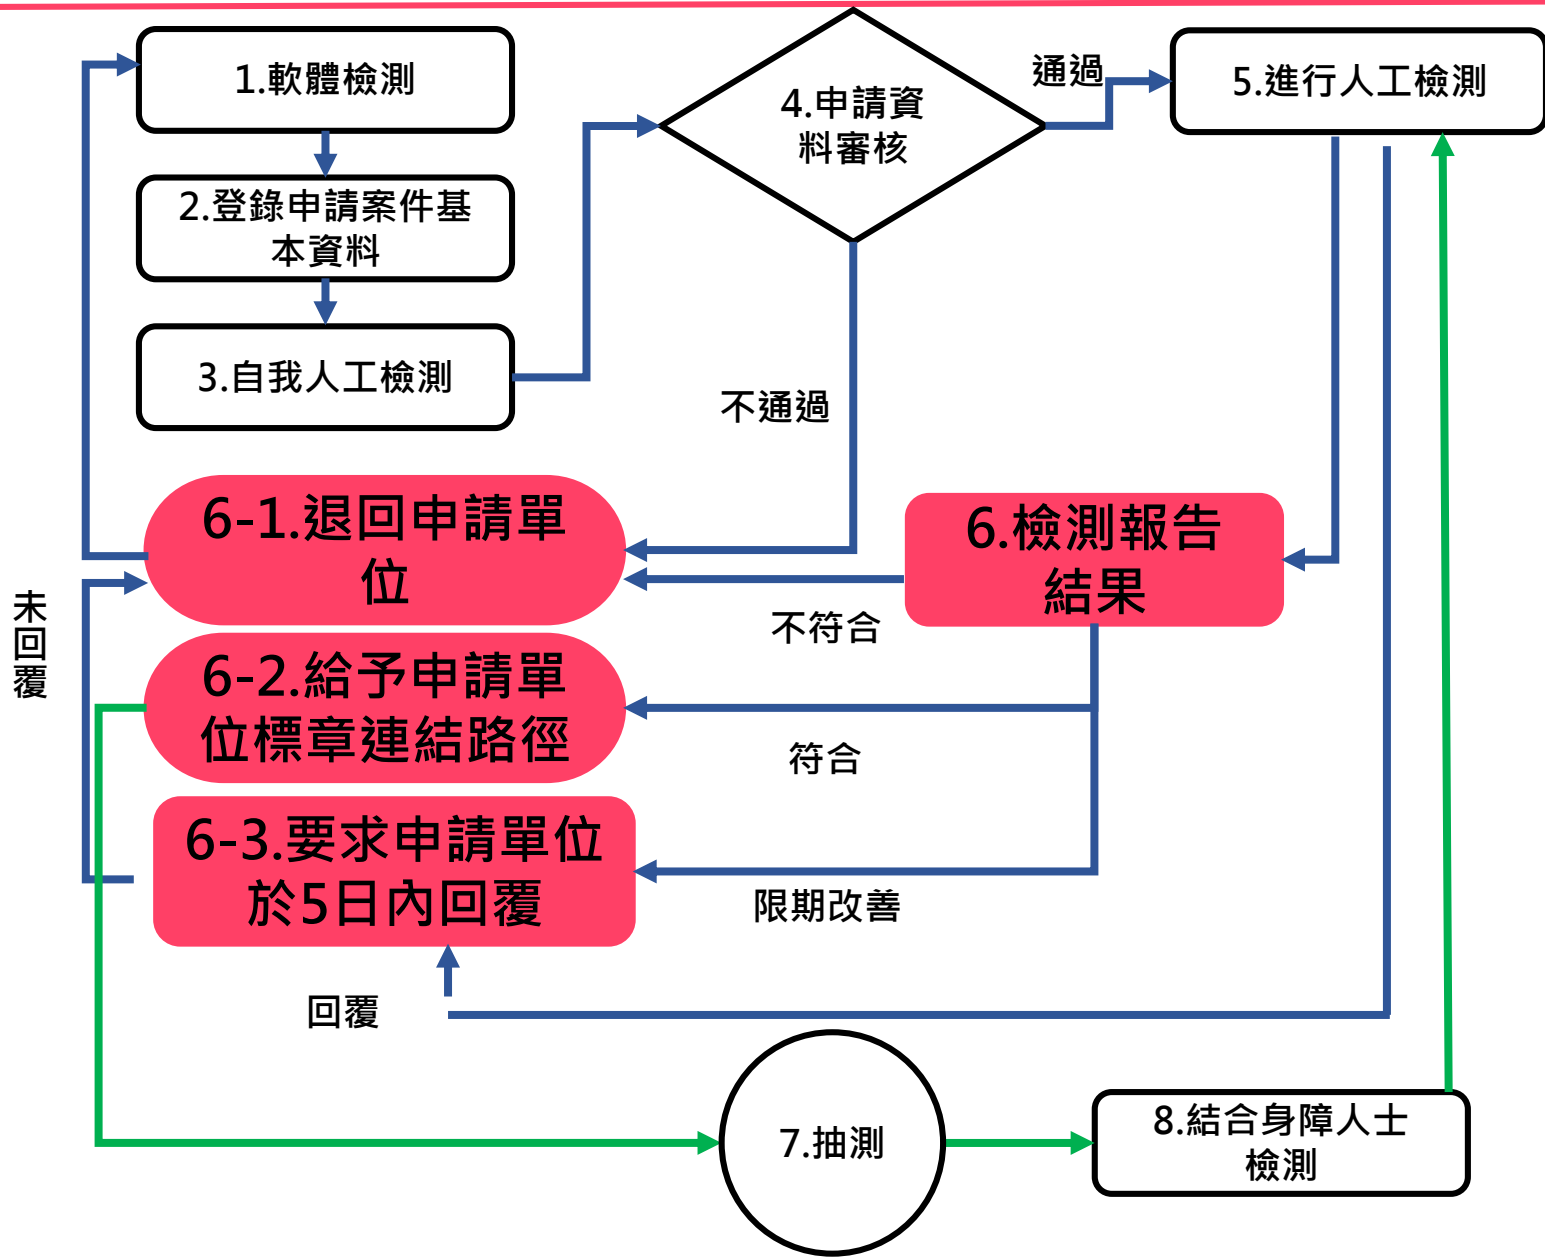 1.軟體檢測
2.登錄申請案件基
本資料
3.自我人工檢測
4.申請資
料審核
通過
5.進行人工檢測
不通過
6.檢測報告
結果
6-1.退回申請單
位
不符合
未回覆
6-2.給予申請單
位標章連結路徑
符合
6-3.要求申請單位
於5日內回覆
限期改善
回覆
7.抽測
8.結合身障人士
檢測